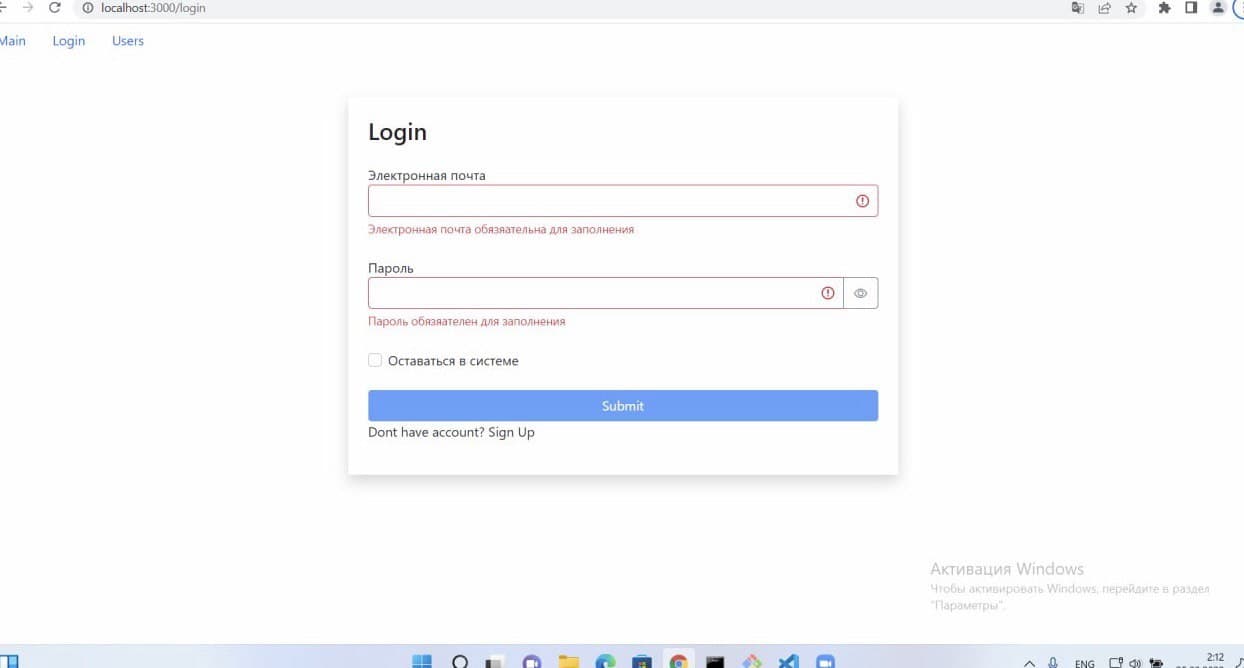 localhost:3000/login
Main Login Users
Login
Электронная почта
Электронная почта обязательна для заполнения
Пароль
Пароль обязателен для заполнения
Оставаться в системе
Submit
Dont have account? Sign Up
Активация Windows
Чтобы активировать Windows, перейдите в раздел
"Параметры".
2:12
ENG